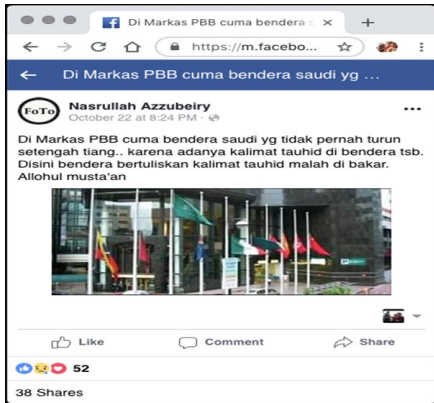 Di Markas PBB cuma bendera s
https://m.facebo...
Di Markas PBB cuma bendera saudi yg ...
FoTo
Nasrullah Azzubeiry
October 22 at 8:24 PM ·
Di Markas PBB cuma bendera saudi yg tidak pernah turun
setengah tiang.. karena adanya kalimat tauhid di bendera tsb.
Disini bendera bertuliskan kalimat tauhid malah di bakar.
Allohul musta'an
Like
Comment
Share
52
38 Shares